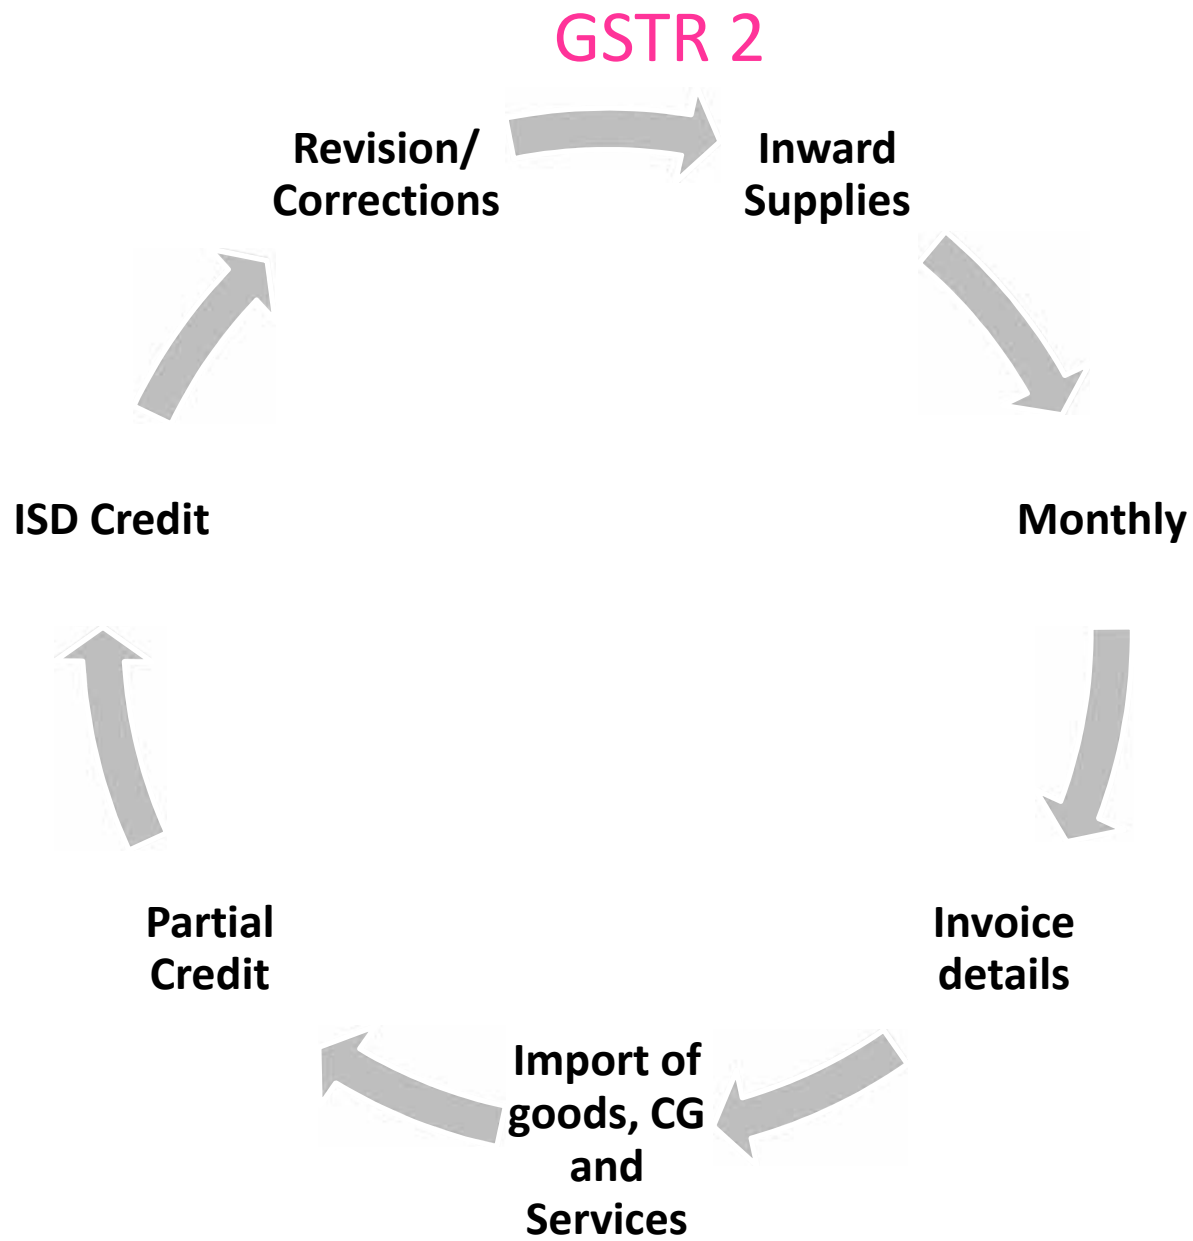 GSTR 2
Revision/
Corrections
Inward
Supplies
Monthly
Invoice
details
Import of
goods, CG
and
Services
Partial
Credit
ISD Credit